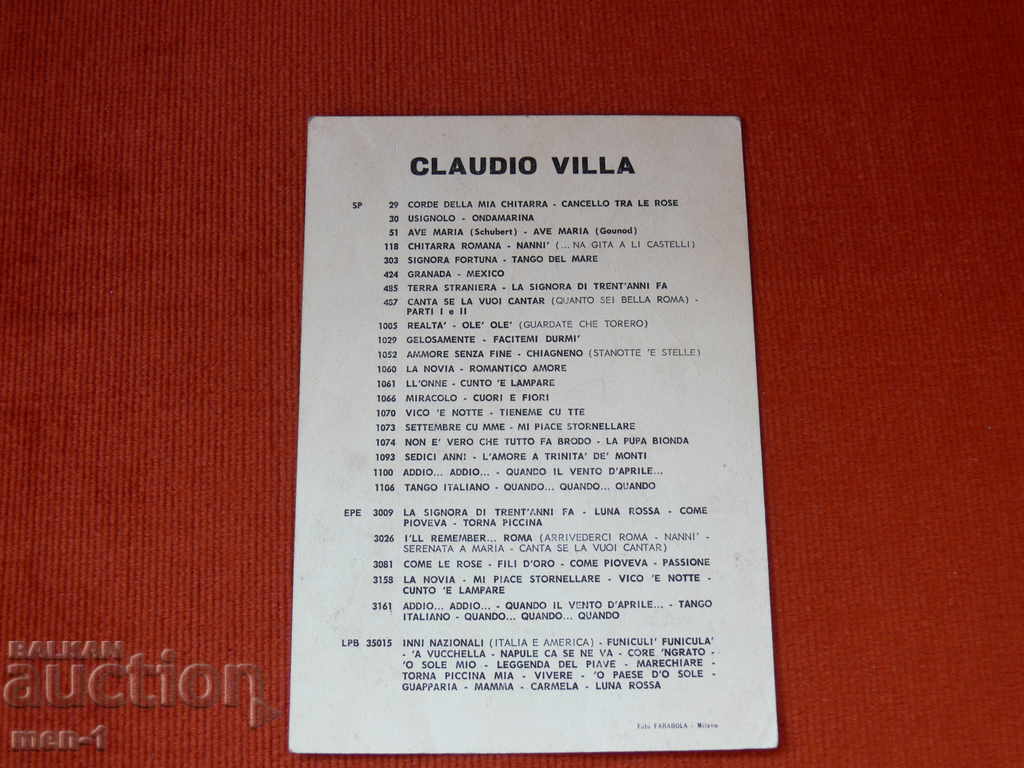 CLAUDIO VILLA
SP 29 CORDE DELLA MIA CHITARRA - CANCELLO TRA LE ROSE
30 USIGNOLO - ONDAMARINA
51 AVE MARIA (Schubert) - AVE MARIA (Gounod)
118 CHITARRA ROMANA - NANNI' (...NA GITA A LI CASTELLI)
303 SIGNORA FORTUNA - TANGO DEL MARE
424 GRANADA - MEXICO
485 TERRA STRANIERA - LA SIGNORA DI TRENT'ANNI FA
487 CANTA SE LA VUOI CANTAR (QUANTO SEI BELLA ROMA) -
PARTI I e II
1005 REALTA' - OLE' OLE' (GUARDATE CHE TORERO)
1029 GELOSAMENTE - FACITEMI DURMI'
1052 AMMORE SENZA FINE - CHIAGNENO (STANOTTE 'E STELLE)
1060 LA NOVIA - ROMANTICO AMORE
1061 LL'ONNE - CUNTO 'E LAMPARE
1066 MIRACOLO - CUORI E FIORI
1070 VICO 'E NOTTE - TIENEME CU TTE
1073 SETTEMBRE CU MME - MI PIACE STORNELLARE
1074 NON E' VERO CHE TUTTO FA BRODO - LA PUPA BIONDA
1093 SEDICI ANNI - L'AMORE A TRINITA' DE' MONTI
1100 ADDIO... ADDIO... - QUANDO IL VENTO D'APRILE...
1106 TANGO ITALIANO - QUANDO... QUANDO... QUANDO
EPE 3009 LA SIGNORA DI TRENT'ANNI FA - LUNA ROSSA - COME
PIOVEVA - TORNA PICCINA
3026 I'LL REMEMBER... ROMA (ARRIVEDERCI ROMA - NANNI' -
SERENATA A MARIA - CANTA SE LA VUOI CANTAR)
3081 COME LE ROSE - FILI D'ORO - COME PIOVEVA - PASSIONE
3158 LA NOVIA - MI PIACE STORNELLARE - VICO 'E NOTTE -
CUNTO 'E LAMPARE
3161 ADDIO... ADDIO... - QUANDO IL VENTO D'APRILE... - TANGO
ITALIANO - QUANDO... QUANDO... QUANDO
LPB 35015 INNI NAZIONALI (ITALIA E AMERICA) - FUNICULI' FUNICULA'
- 'A VUCCHELLA - NAPULE CA SE NE VA - CORE 'NGRATO -
'O SOLE MIO - LEGGENDA DEL PIAVE - MARECHIARE -
TORNA PICCINA MIA - VIVERE - 'O PAESE D'O SOLE -
GUAPPARIA - MAMMA - CARMELA - LUNA ROSSA
Foto FARABOLA - Milano
BALKAN
auction
men-1